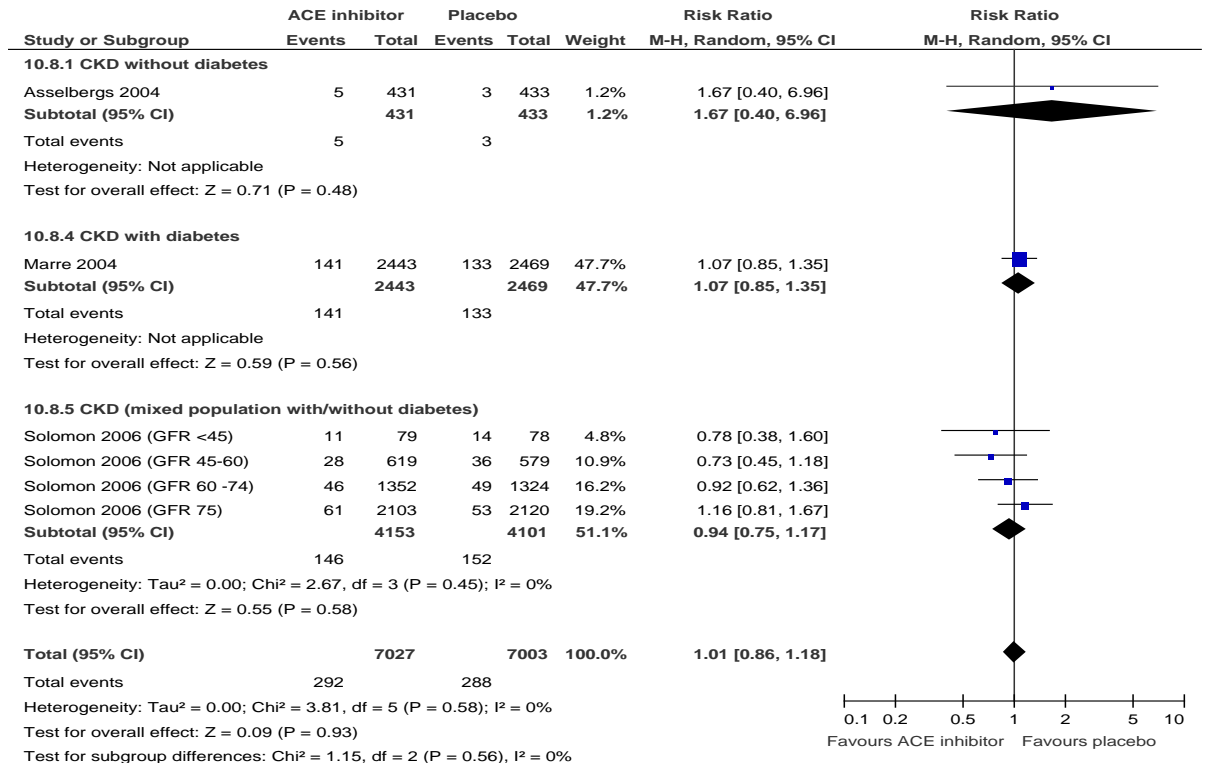 ACE inhibitor Placebo Risk Ratio Risk Ratio
Study or Subgroup Events Total Events Total Weight M-H, Random, 95% CI M-H, Random, 95% CI
10.8.1 CKD without diabetes
Asselbergs 2004 5 431 3 433 1.2% 1.67 [0.40, 6.96]
Subtotal (95% CI) 431 433 1.2% 1.67 [0.40, 6.96]
Total events 5 3
Heterogeneity: Not applicable
Test for overall effect: Z = 0.71 (P = 0.48)
10.8.4 CKD with diabetes
Marre 2004 141 2443 133 2469 47.7% 1.07 [0.85, 1.35]
Subtotal (95% CI) 2443 2469 47.7% 1.07 [0.85, 1.35]
Total events 141 133
Heterogeneity: Not applicable
Test for overall effect: Z = 0.59 (P = 0.56)
10.8.5 CKD (mixed population with/without diabetes)
Solomon 2006 (GFR <45) 11 79 14 78 4.8% 0.78 [0.38, 1.60]
Solomon 2006 (GFR 45-60) 28 619 36 579 10.9% 0.73 [0.45, 1.18]
Solomon 2006 (GFR 60 -74) 46 1352 49 1324 16.2% 0.92 [0.62, 1.36]
Solomon 2006 (GFR 75) 61 2103 53 2120 19.2% 1.16 [0.81, 1.67]
Subtotal (95% CI) 4153 4101 51.1% 0.94 [0.75, 1.17]
Total events 146 152
Heterogeneity: Tau² = 0.00; Chi² = 2.67, df = 3 (P = 0.45); I² = 0%
Test for overall effect: Z = 0.55 (P = 0.58)
Total (95% CI) 7027 7003 100.0% 1.01 [0.86, 1.18]
Total events 292 288
Heterogeneity: Tau² = 0.00; Chi² = 3.81, df = 5 (P = 0.58); I² = 0%
Test for overall effect: Z = 0.09 (P = 0.93)
Test for subgroup differences: Chi² = 1.15, df = 2 (P = 0.56), I² = 0%
0.1 0.2 0.5 1 2 5 10
Favours ACE inhibitor Favours placebo